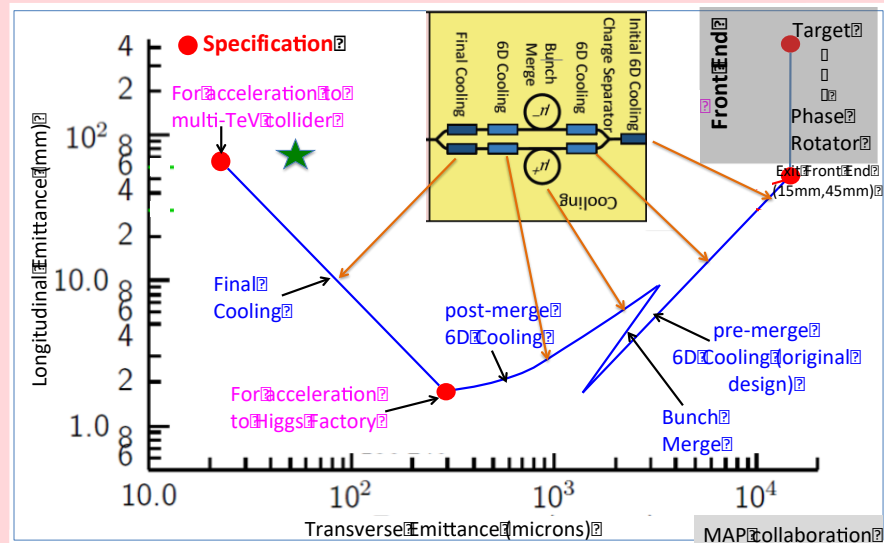 4
2
10²
8
6
4
2
10.0
8
6
4
2
1.0
8
6
Longitudinal Emittance (mm)
Specification
For acceleration to
multi-TeV collider
Final Cooling
6D Cooling
Bunch
Merge
6D Cooling
Charge Separator
Initial 6D Cooling
μ⁻
μ⁺
Cooling
Front End
Target
Phase
Rotator
Exit Front End
(15mm,45mm)
Final
Cooling
post-merge
6D Cooling
pre-merge
6D Cooling (original
design)
For acceleration
to Higgs Factory
Bunch
Merge
10.0
10²
10³
10⁴
Transverse Emittance (microns)
MAP collaboration